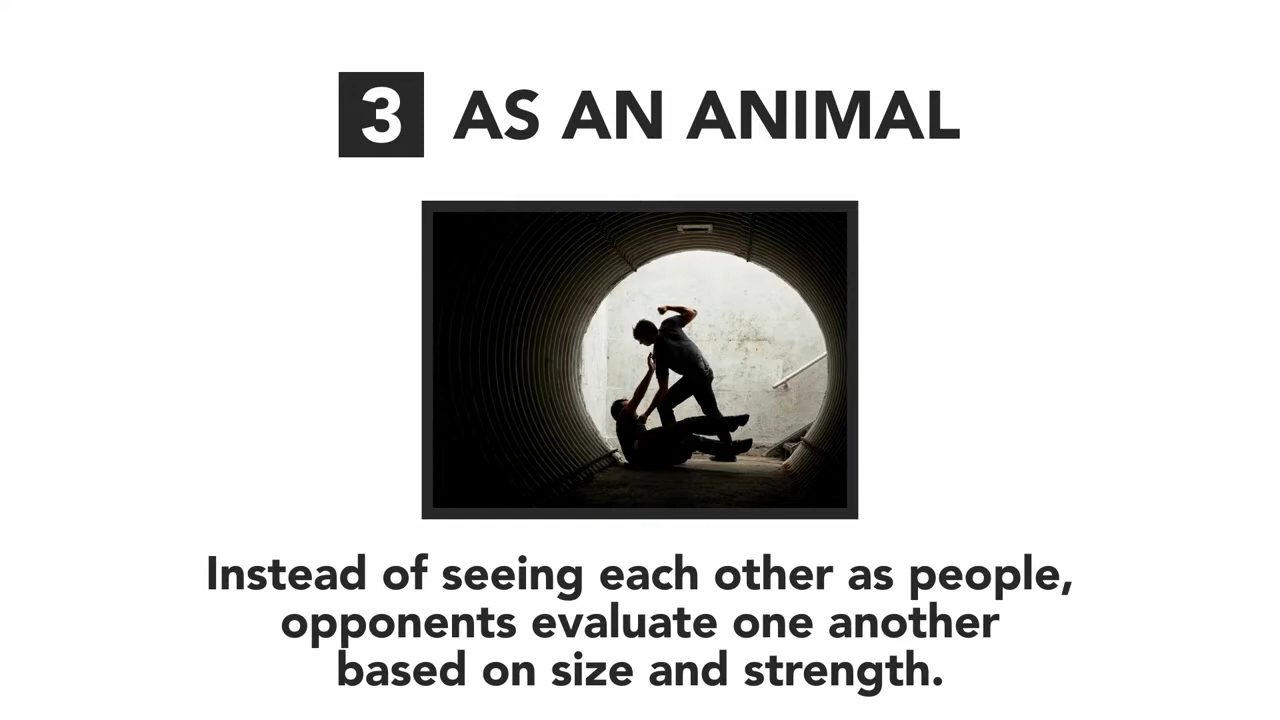 3 AS AN ANIMAL
Instead of seeing each other as people,
opponents evaluate one another
based on size and strength.